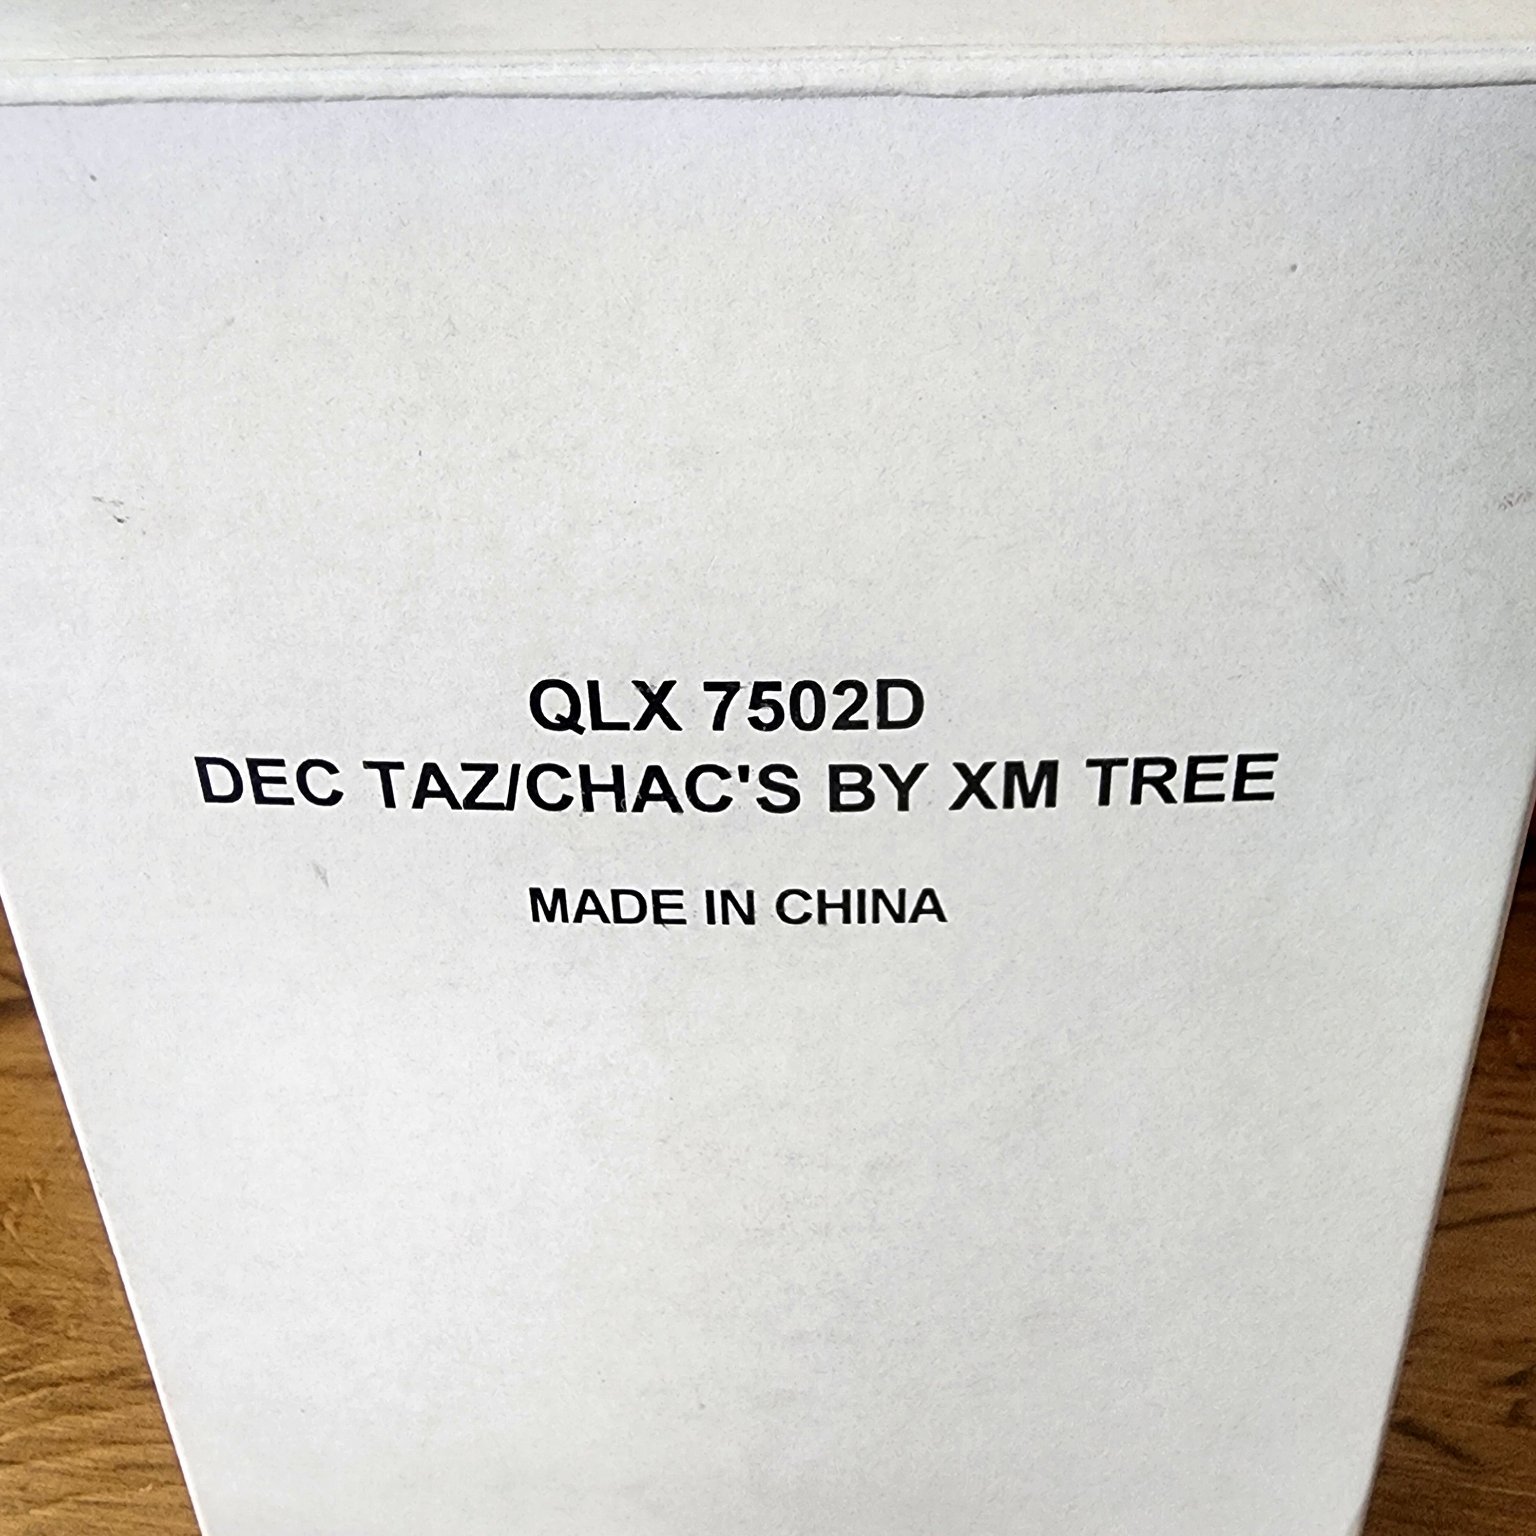 QLX 7502D
DEC TAZ/CHAC'S BY XM TREE
MADE IN CHINA